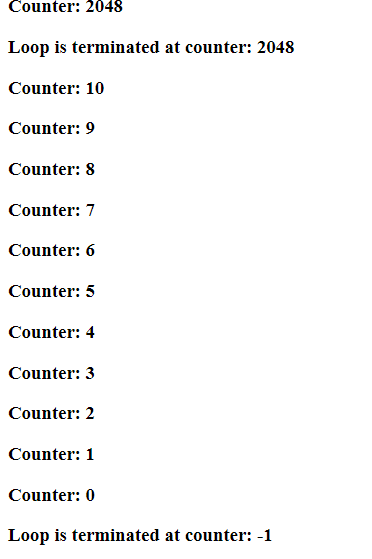 Counter: 2048
Loop is terminated at counter: 2048
Counter: 10
Counter: 9
Counter: 8
Counter: 7
Counter: 6
Counter: 5
Counter: 4
Counter: 3
Counter: 2
Counter: 1
Counter: 0
Loop is terminated at counter: -1